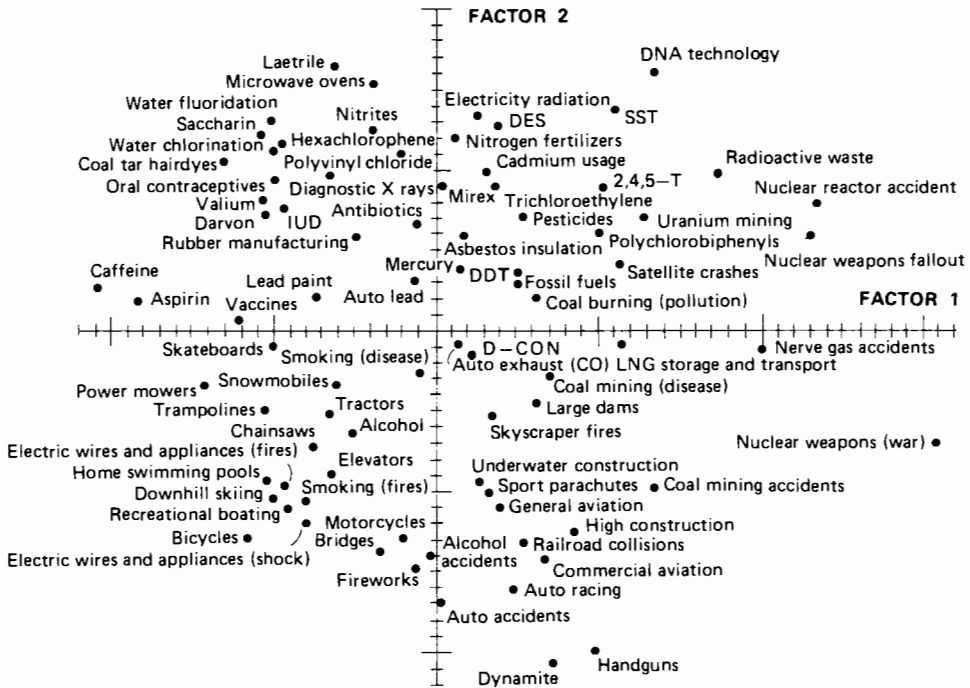 FACTOR 2
DNA technology
Laetrile
Microwave ovens
Water fluoridation
Electricity radiation
Nitrites
DES
SST
Saccharin
Hexachlorophene
Nitrogen fertilizers
Water chlorination
Coal tar hairdyes
Polyvinyl chloride
Cadmium usage
Radioactive waste
Oral contraceptives
Diagnostic X rays
Mirex
2,4,5-T
Nuclear reactor accident
Valium
Trichloroethylene
Darvon
IUD
Antibiotics
Pesticides
Uranium mining
Rubber manufacturing
Asbestos insulation
Polychlorobiphenyls
Nuclear weapons fallout
Mercury
DDT
Satellite crashes
Caffeine
Lead paint
Fossil fuels
Aspirin
Vaccines
Auto lead
Coal burning (pollution)
FACTOR 1
Skateboards
Smoking (disease)
D-CON
Nerve gas accidents
Auto exhaust (CO)
LNG storage and transport
Power mowers
Snowmobiles
Coal mining (disease)
Trampolines
Tractors
Large dams
Chainsaws
Alcohol
Skyscraper fires
Nuclear weapons (war)
Electric wires and appliances (fires)
Elevators
Underwater construction
Home swimming pools
Smoking (fires)
Sport parachutes
Coal mining accidents
Downhill skiing
General aviation
Recreational boating
Motorcycles
High construction
Bicycles
Bridges
Alcohol
accidents
Railroad collisions
Electric wires and appliances (shock)
Commercial aviation
Fireworks
Auto racing
Auto accidents
Handguns
Dynamite